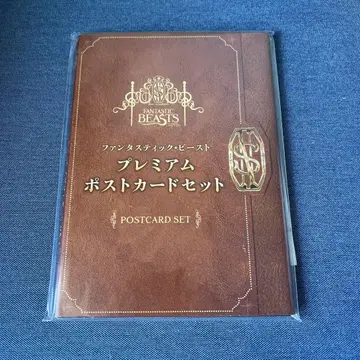 FANTASTIC
BEASTS
ファンタスティック・ビースト
プレミアム
ポストカードセット
POSTCARD SET